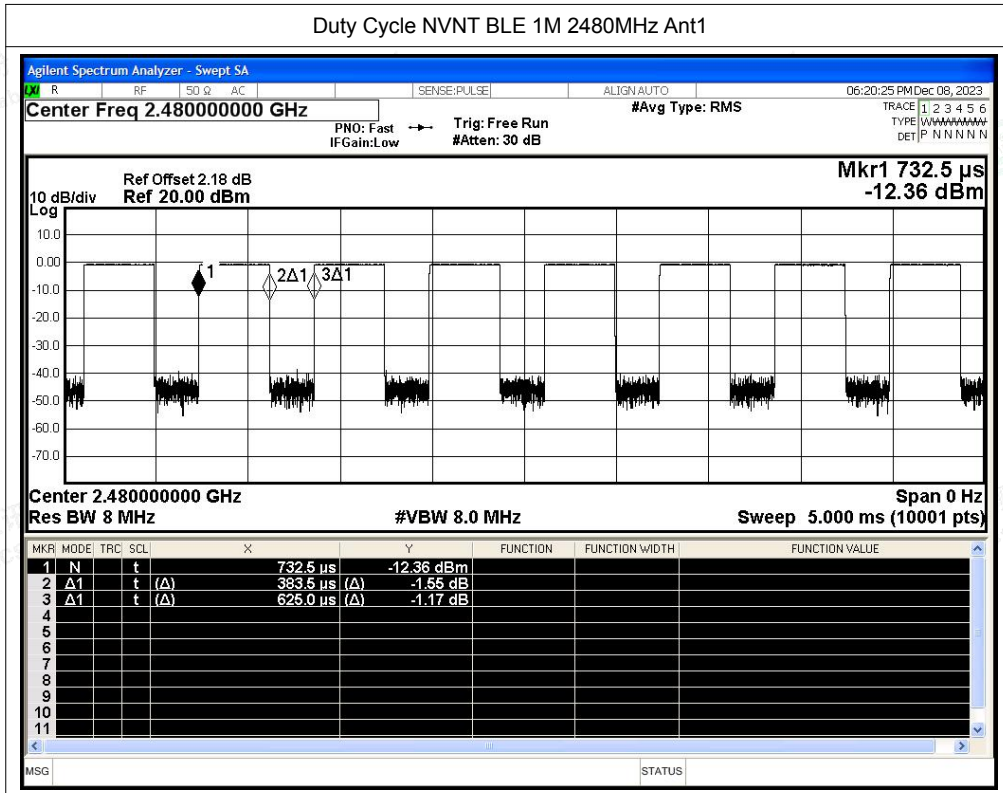 Duty Cycle NVNT BLE 1M 2480MHz Ant1
Agilent Spectrum Analyzer - Swept SA
LXI R RF 50 Ω AC SENSE:PULSE ALIGN AUTO 06:20:25 PM Dec 08, 2023
Center Freq 2.480000000 GHz #Avg Type: RMS TRACE 1 2 3 4 5 6
PNO: Fast Trig: Free Run TYPE WWWWWW
IFGain:Low #Atten: 30 dB DET P N N N N N
Mkr1 732.5 µs
Ref Offset 2.18 dB
10 dB/div Ref 20.00 dBm -12.36 dBm
Log
10.0
0.00
1 2Δ1 3Δ1
-10.0
-20.0
-30.0
-40.0
-50.0
-60.0
-70.0
Center 2.480000000 GHz Span 0 Hz
Res BW 8 MHz #VBW 8.0 MHz Sweep 5.000 ms (10001 pts)
MKR MODE TRC SCL X Y FUNCTION FUNCTION WIDTH FUNCTION VALUE
1 N t 732.5 µs -12.36 dBm
2 Δ1 t (Δ) 383.5 µs (Δ) -1.55 dB
3 Δ1 t (Δ) 625.0 µs (Δ) -1.17 dB
4
5
6
7
8
9
10
11
MSG STATUS